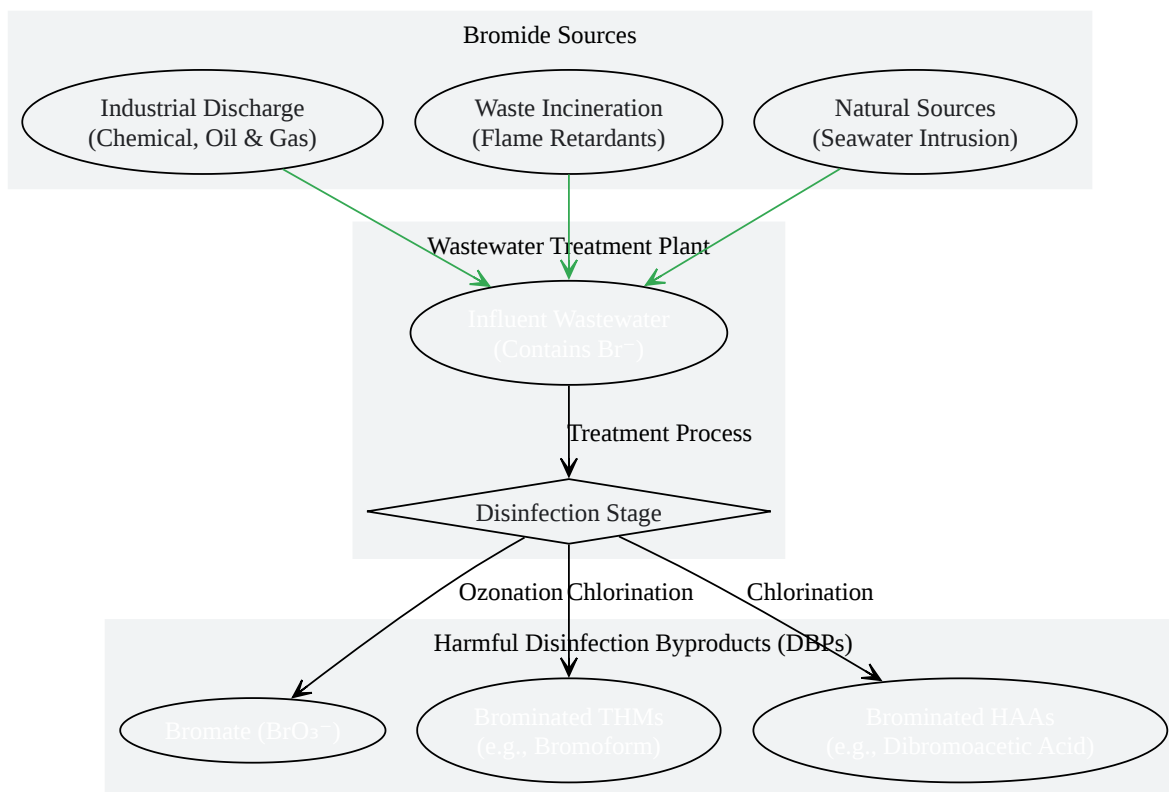 Bromide Sources
Industrial Discharge
(Chemical, Oil & Gas)
Waste Incineration
(Flame Retardants)
Natural Sources
(Seawater Intrusion)
Wastewater Treatment Plant
Influent Wastewater
(Contains Br⁻)
Treatment Process
Disinfection Stage
Ozonation
Chlorination
Chlorination
Harmful Disinfection Byproducts (DBPs)
Bromate (BrO₃⁻)
Brominated THMs
(e.g., Bromoform)
Brominated HAAs
(e.g., Dibromoacetic Acid)